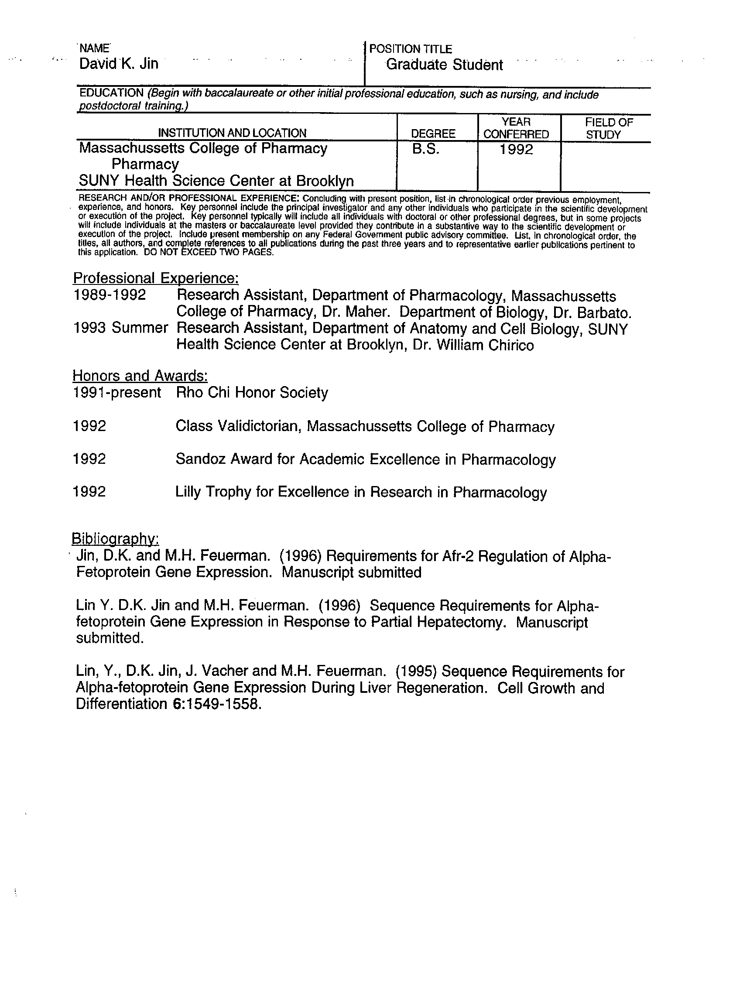 NAME
David K. Jin
POSITION TITLE
Graduate Student
EDUCATION (Begin with baccalaureate or other initial professional education, such as nursing, and include
postdoctoral training.)
INSTITUTION AND LOCATION
DEGREE
YEAR
CONFERRED
FIELD OF
STUDY
Massachussetts College of Pharmacy B.S. 1992
Pharmacy
SUNY Health Science Center at Brooklyn
RESEARCH AND/OR PROFESSIONAL EXPERIENCE: Concluding with present position, list in chronological order previous employment,
experience, and honors. Key personnel include the principal investigator and any other individuals who participate in the scientific development
or execution of the project. Key personnel typically will include all individuals with doctoral or other professional degrees, but in some projects
will include individuals at the masters or baccalaureate level provided they contribute in a substantive way to the scientific development or
execution of the project. Include present membership on any Federal Government public advisory committee. List, in chronological order, the
titles, all authors, and complete references to all publications during the past three years and to representative earlier publications pertinent to
this application. DO NOT EXCEED TWO PAGES.
Professional Experience:
1989-1992 Research Assistant, Department of Pharmacology, Massachussetts
College of Pharmacy, Dr. Maher. Department of Biology, Dr. Barbato.
1993 Summer Research Assistant, Department of Anatomy and Cell Biology, SUNY
Health Science Center at Brooklyn, Dr. William Chirico
Honors and Awards:
1991-present Rho Chi Honor Society
1992 Class Validictorian, Massachussetts College of Pharmacy
1992 Sandoz Award for Academic Excellence in Pharmacology
1992 Lilly Trophy for Excellence in Research in Pharmacology
Bibliography:
Jin, D.K. and M.H. Feuerman. (1996) Requirements for Afr-2 Regulation of Alpha-
Fetoprotein Gene Expression. Manuscript submitted
Lin Y. D.K. Jin and M.H. Feuerman. (1996) Sequence Requirements for Alpha-
fetoprotein Gene Expression in Response to Partial Hepatectomy. Manuscript
submitted.
Lin, Y., D.K. Jin, J. Vacher and M.H. Feuerman. (1995) Sequence Requirements for
Alpha-fetoprotein Gene Expression During Liver Regeneration. Cell Growth and
Differentiation 6:1549-1558.